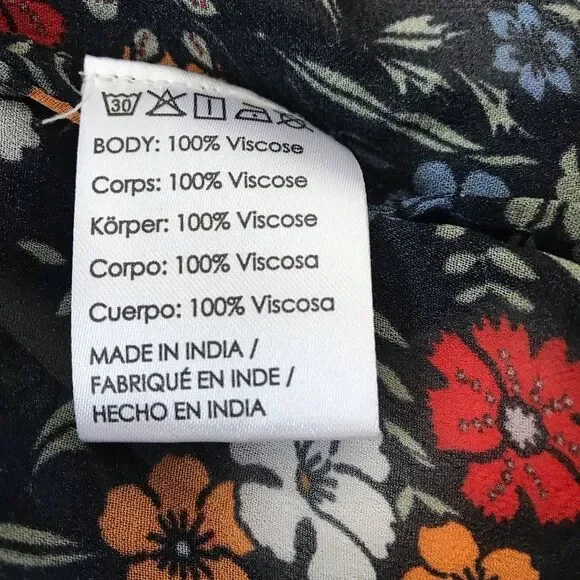 30
BODY: 100% Viscose
Corps: 100% Viscose
Körper: 100% Viscose
Corpo: 100% Viscosa
Cuerpo: 100% Viscosa
MADE IN INDIA /
FABRIQUÉ EN INDE /
HECHO EN INDIA